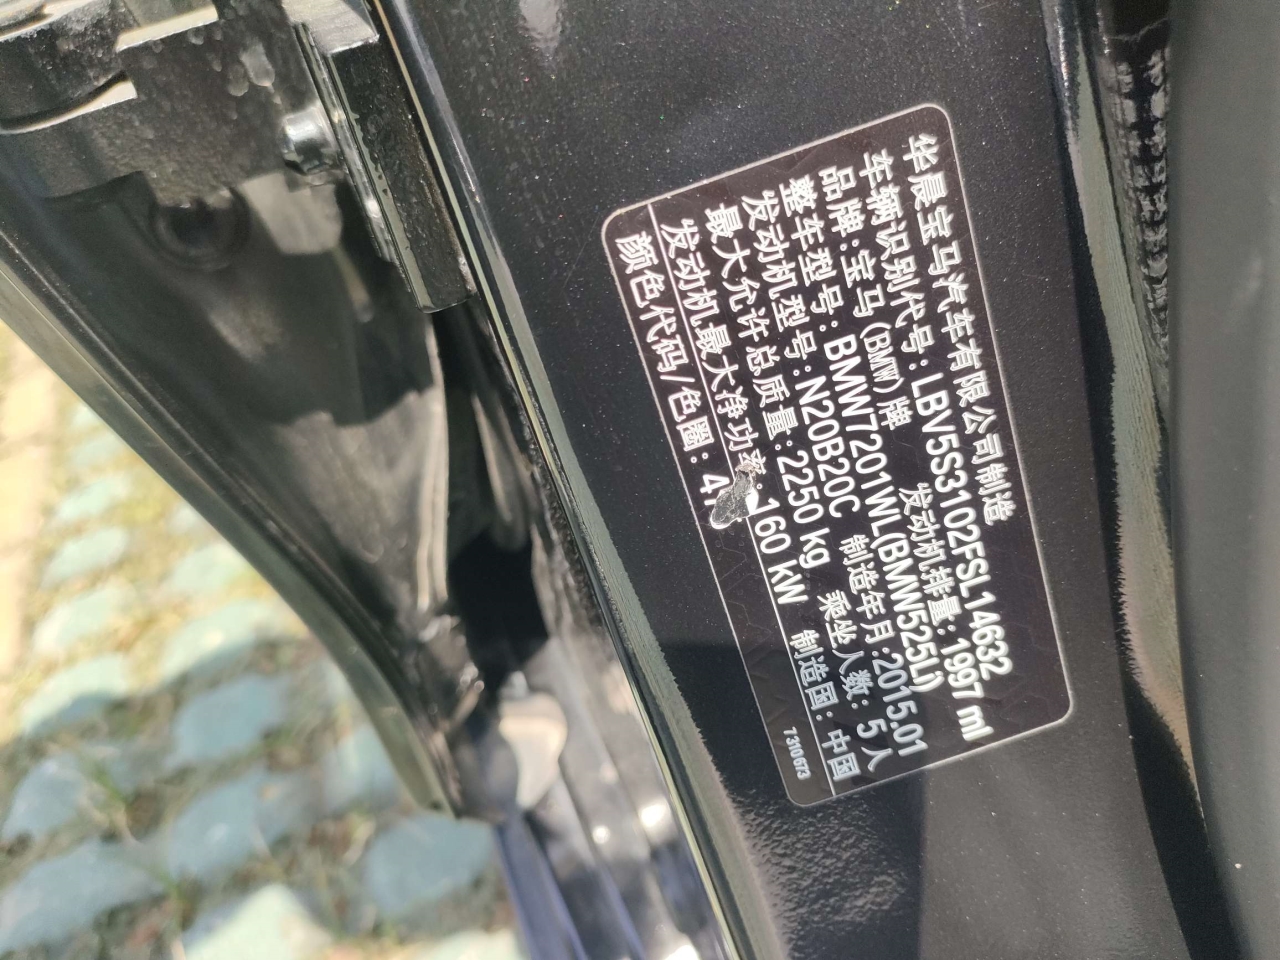 华晨宝马汽车有限公司制造
车辆识别代号:LBV5S3102FSL14632
品牌:宝马(BMW)牌 发动机排量:1997 ml
整车型号:BMW7201WL(BMW525Li)
发动机型号:N20B20C 制造年月:2015.01
最大允许总质量:2250 kg 乘坐人数:5人
发动机最大净功率:160 kW 制造国:中国
颜色代码/色圈:
7 310 673